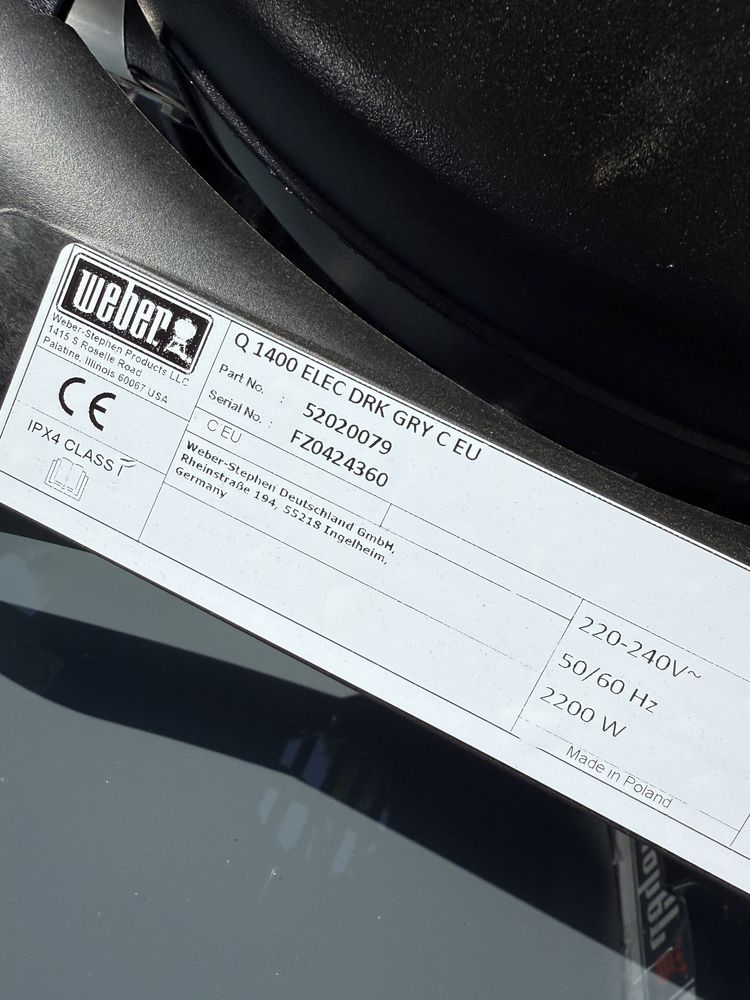 weber
Weber-Stephen Products LLC
1415 S Roselle Road
Palatine, Illinois 60067 USA
CE
IPX4 CLASS I
Q 1400 ELEC DRK GRY C EU
Part No. : 52020079
Serial No. : FZ0424360
C EU
Weber-Stephen Deutschland GmbH,
Rheinstraße 194, 55218 Ingelheim,
Germany
220-240V~
50/60 Hz
2200 W
Made in Poland